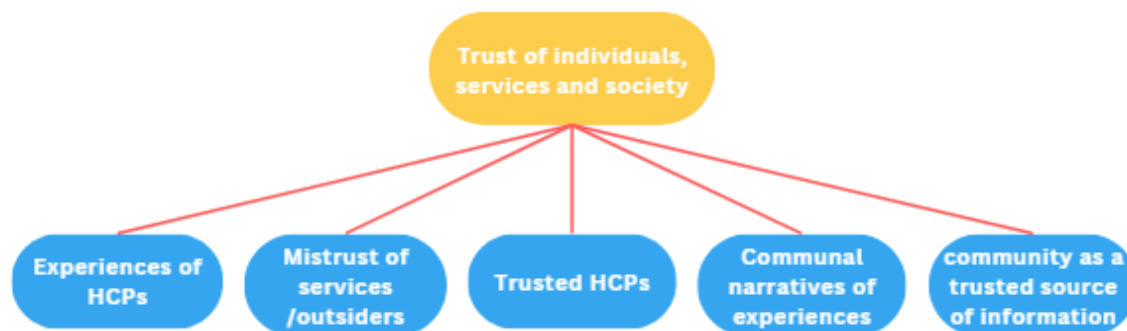 Trust of individuals,
services and society
Experiences of
HCPs
Mistrust of
services
/outsiders
Trusted HCPs
Communal
narratives of
experiences
community as a
trusted source
of information